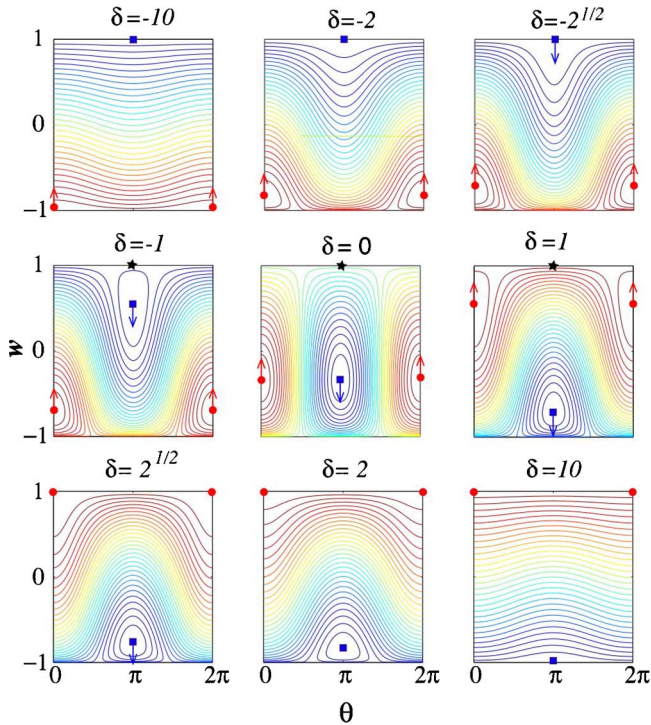 δ=-10 δ=-2 δ=-2^{1/2}
1
0
-1
δ=-1 δ=0 δ=1
1
w 0
-1
δ=2^{1/2} δ=2 δ=10
1
0
-1
0 π 2π 0 π 2π 0 π 2π
θ